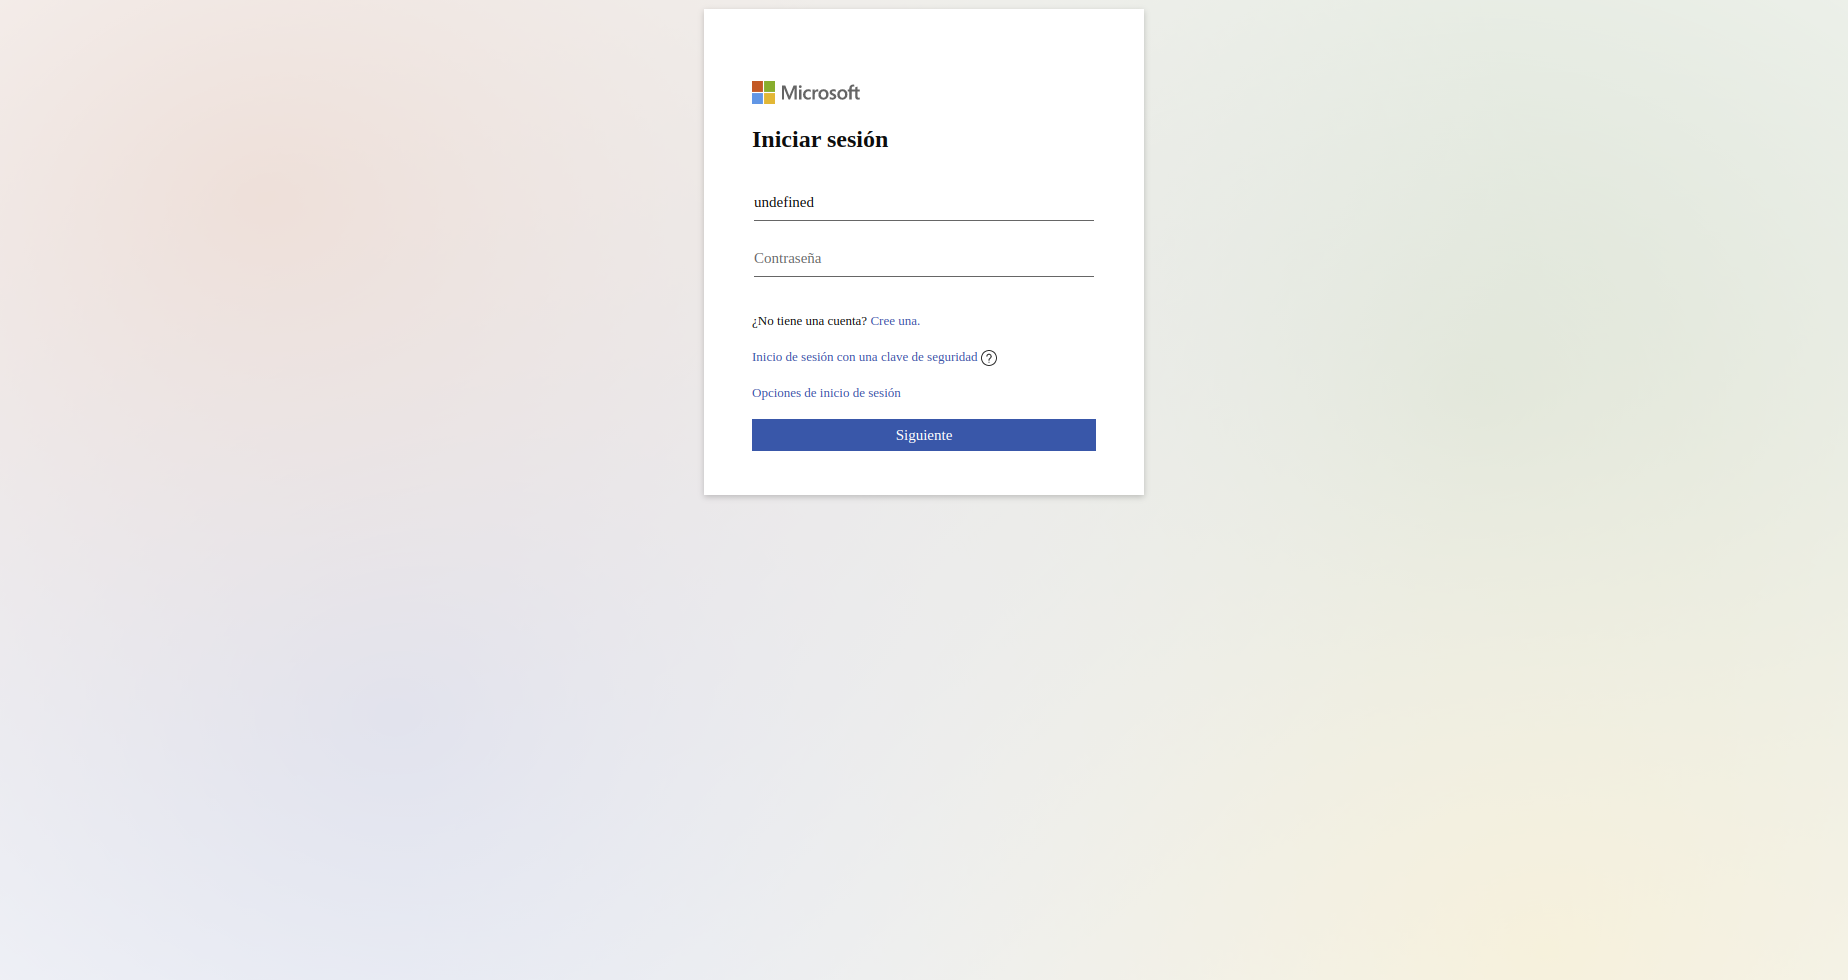 Microsoft
Iniciar sesión
undefined
Contraseña
¿No tiene una cuenta? Cree una.
Inicio de sesión con una clave de seguridad ?
Opciones de inicio de sesión
Siguiente